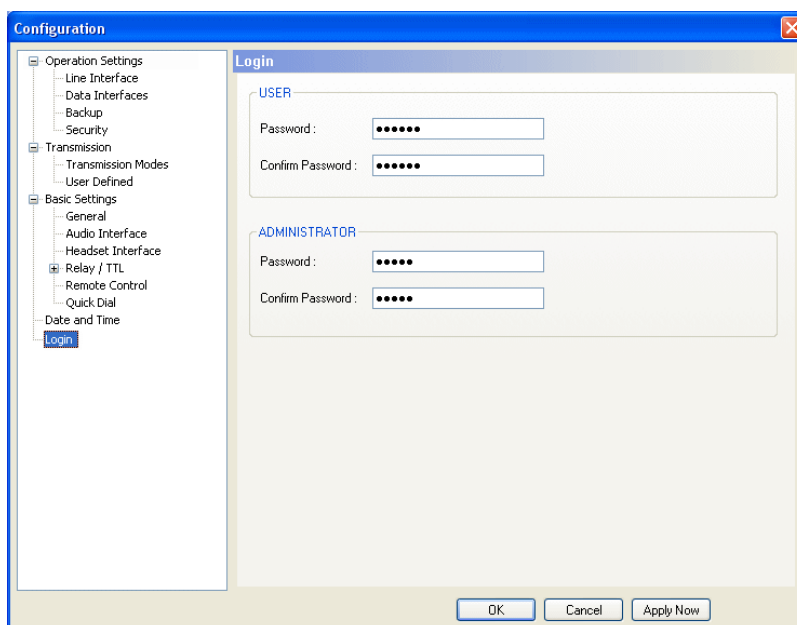 Configuration
Operation Settings
Line Interface
Data Interfaces
Backup
Security
Transmission
Transmission Modes
User Defined
Basic Settings
General
Audio Interface
Headset Interface
Relay / TTL
Remote Control
Quick Dial
Date and Time
Login
Login
USER
Password :
••••••
Confirm Password :
••••••
ADMINISTRATOR
Password :
•••••
Confirm Password :
•••••
OK
Cancel
Apply Now